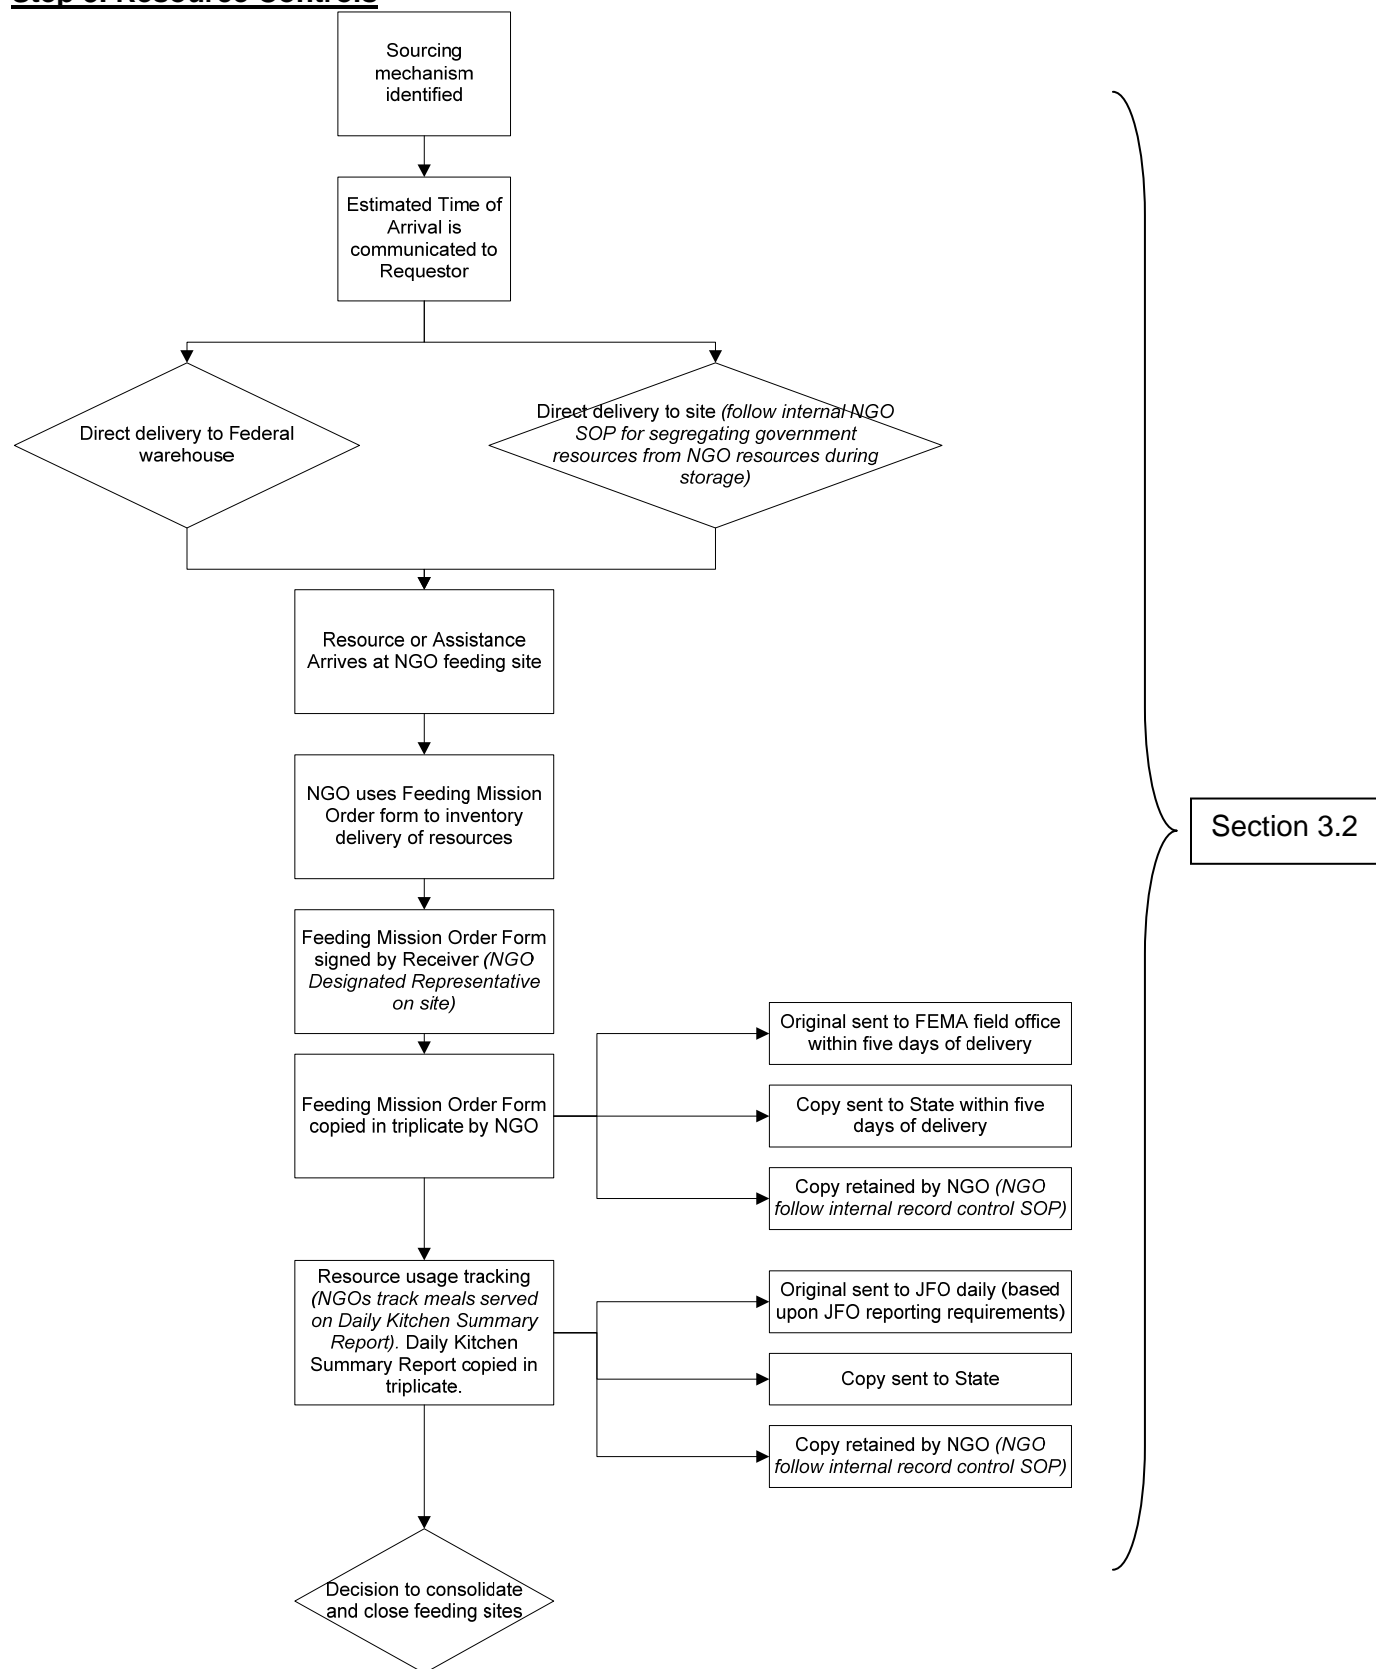 Resource Controls
Sourcing
mechanism
identified
Estimated Time of
Arrival is
communicated to
Requestor
Direct delivery to Federal
warehouse
Direct delivery to site (follow internal NGO
SOP for segregating government
resources from NGO resources during
storage)
Resource or Assistance
Arrives at NGO feeding site
NGO uses Feeding Mission
Order form to inventory
delivery of resources
Section 3.2
Feeding Mission Order Form
signed by Receiver (NGO
Designated Representative
on site)
Feeding Mission Order Form
copied in triplicate by NGO
Original sent to FEMA field office
within five days of delivery
Copy sent to State within five
days of delivery
Copy retained by NGO (NGO
follow internal record control SOP)
Resource usage tracking
(NGOs track meals served
on Daily Kitchen Summary
Report). Daily Kitchen
Summary Report copied in
triplicate.
Original sent to JFO daily (based
upon JFO reporting requirements)
Copy sent to State
Copy retained by NGO (NGO
follow internal record control SOP)
Decision to consolidate
and close feeding sites